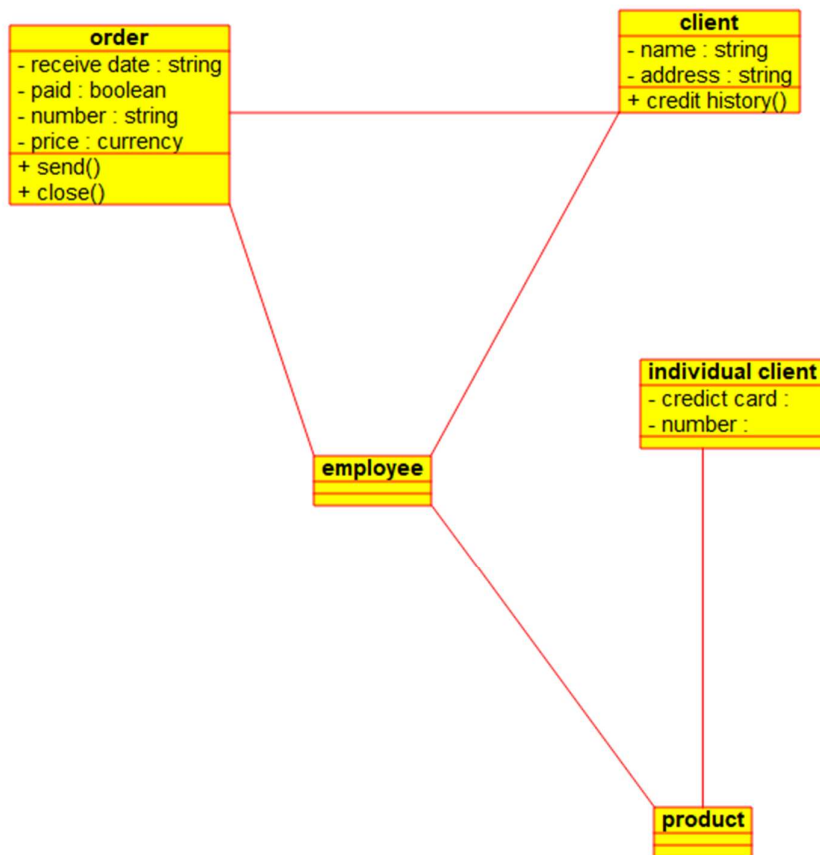 order
- receive date : string
- paid : boolean
- number : string
- price : currency
+ send()
+ close()
client
- name : string
- address : string
+ credit history()
individual client
- credict card :
- number :
employee
product